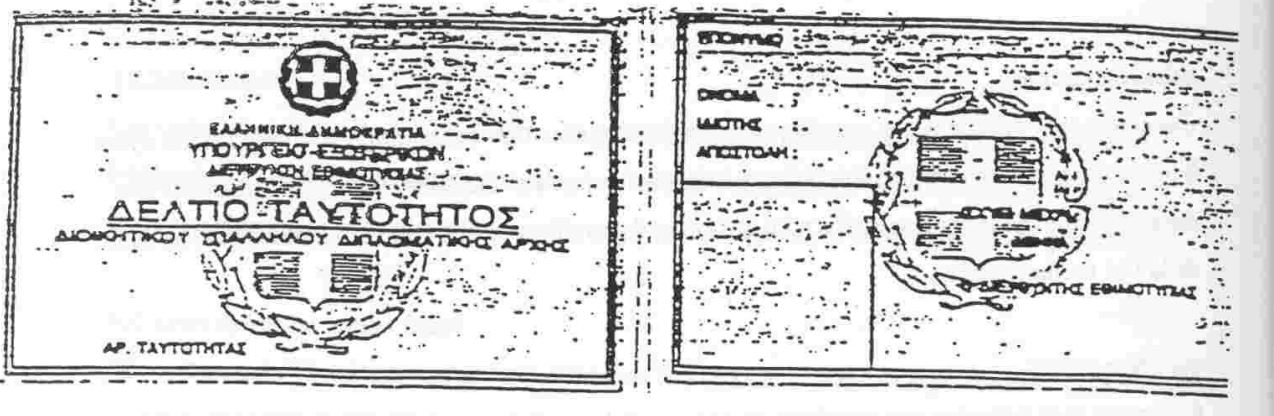 ΕΛΛΗΝΙΚΗ ΔΗΜΟΚΡΑΤΙΑ
ΥΠΟΥΡΓΕΙΟ ΕΞΩΤΕΡΙΚΩΝ
ΔΙΕΥΘΥΝΣΗ ΕΘΙΜΟΤΥΠΙΑΣ
ΔΕΛΤΙΟ ΤΑΥΤΟΤΗΤΟΣ
ΔΙΟΙΚΗΤΙΚΟΥ ΥΠΑΛΛΗΛΟΥ ΔΙΠΛΩΜΑΤΙΚΗΣ ΑΡΧΗΣ
ΑΡ. ΤΑΥΤΟΤΗΤΑΣ
ΕΠΩΝΥΜΟ :
ΟΝΟΜΑ :
ΙΔΙΟΤΗΣ :
ΑΠΟΣΤΟΛΗ :
ΑΘΗΝΑ
Ο ΔΙΕΥΘΥΝΤΗΣ ΕΘΙΜΟΤΥΠΙΑΣ